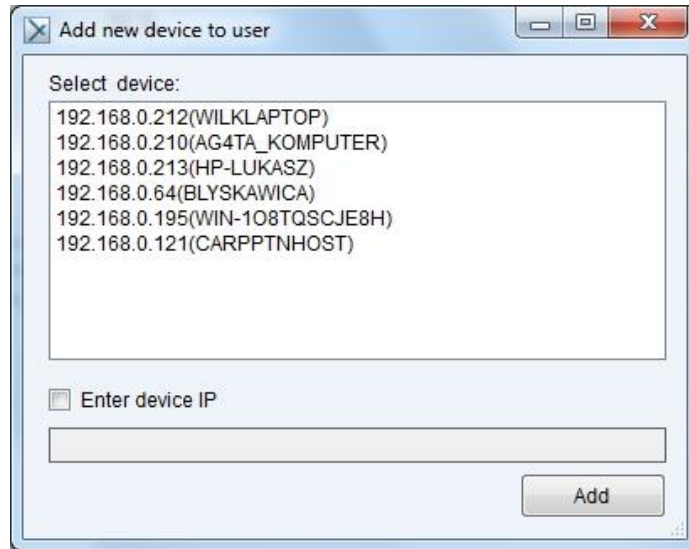 Add new device to user
Select device:
192.168.0.212(WILKLAPTOP)
192.168.0.210(AG4TA_KOMPUTER)
192.168.0.213(HP-LUKASZ)
192.168.0.64(BLYSKAWICA)
192.168.0.195(WIN-1O8TQSCJE8H)
192.168.0.121(CARPPTNHOST)
Enter device IP
Add